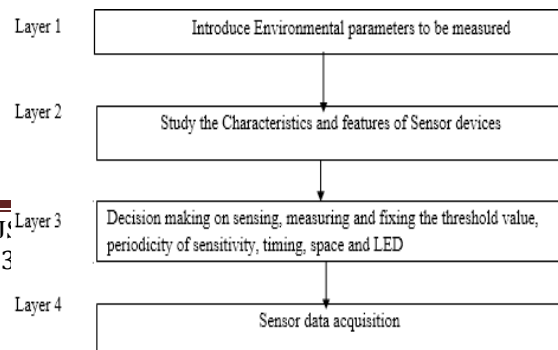 Layer 1
Introduce Environmental parameters to be measured
Layer 2
Study the Characteristics and features of Sensor devices
Layer 3
Decision making on sensing, measuring and fixing the threshold value,
periodicity of sensitivity, timing, space and LED
3
Layer 4
Sensor data acquisition